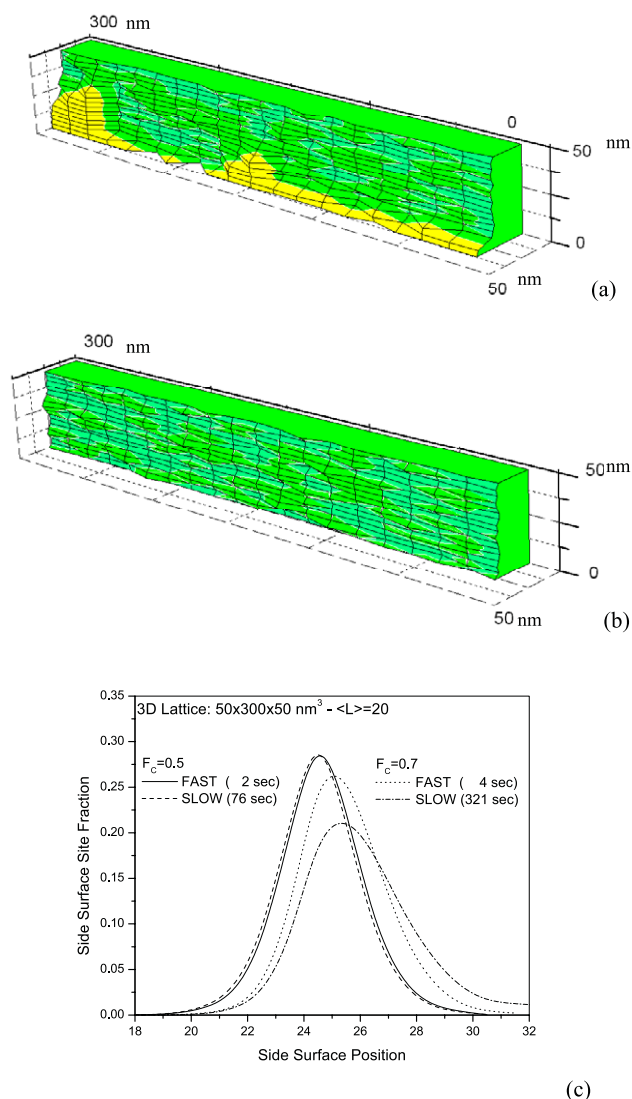 300 nm
0
50 nm
0
50 nm
(a)
300 nm
50 nm
0
50 nm
(b)
0.35
0.30
0.25
0.20
0.15
0.10
0.05
0.00
Side Surface Site Fraction
3D Lattice: 50x300x50 nm³ - <L>=20
F_C=0.5
FAST ( 2 sec)
SLOW (76 sec)
F_C=0.7
FAST ( 4 sec)
SLOW (321 sec)
18 20 22 24 26 28 30 32
Side Surface Position
(c)